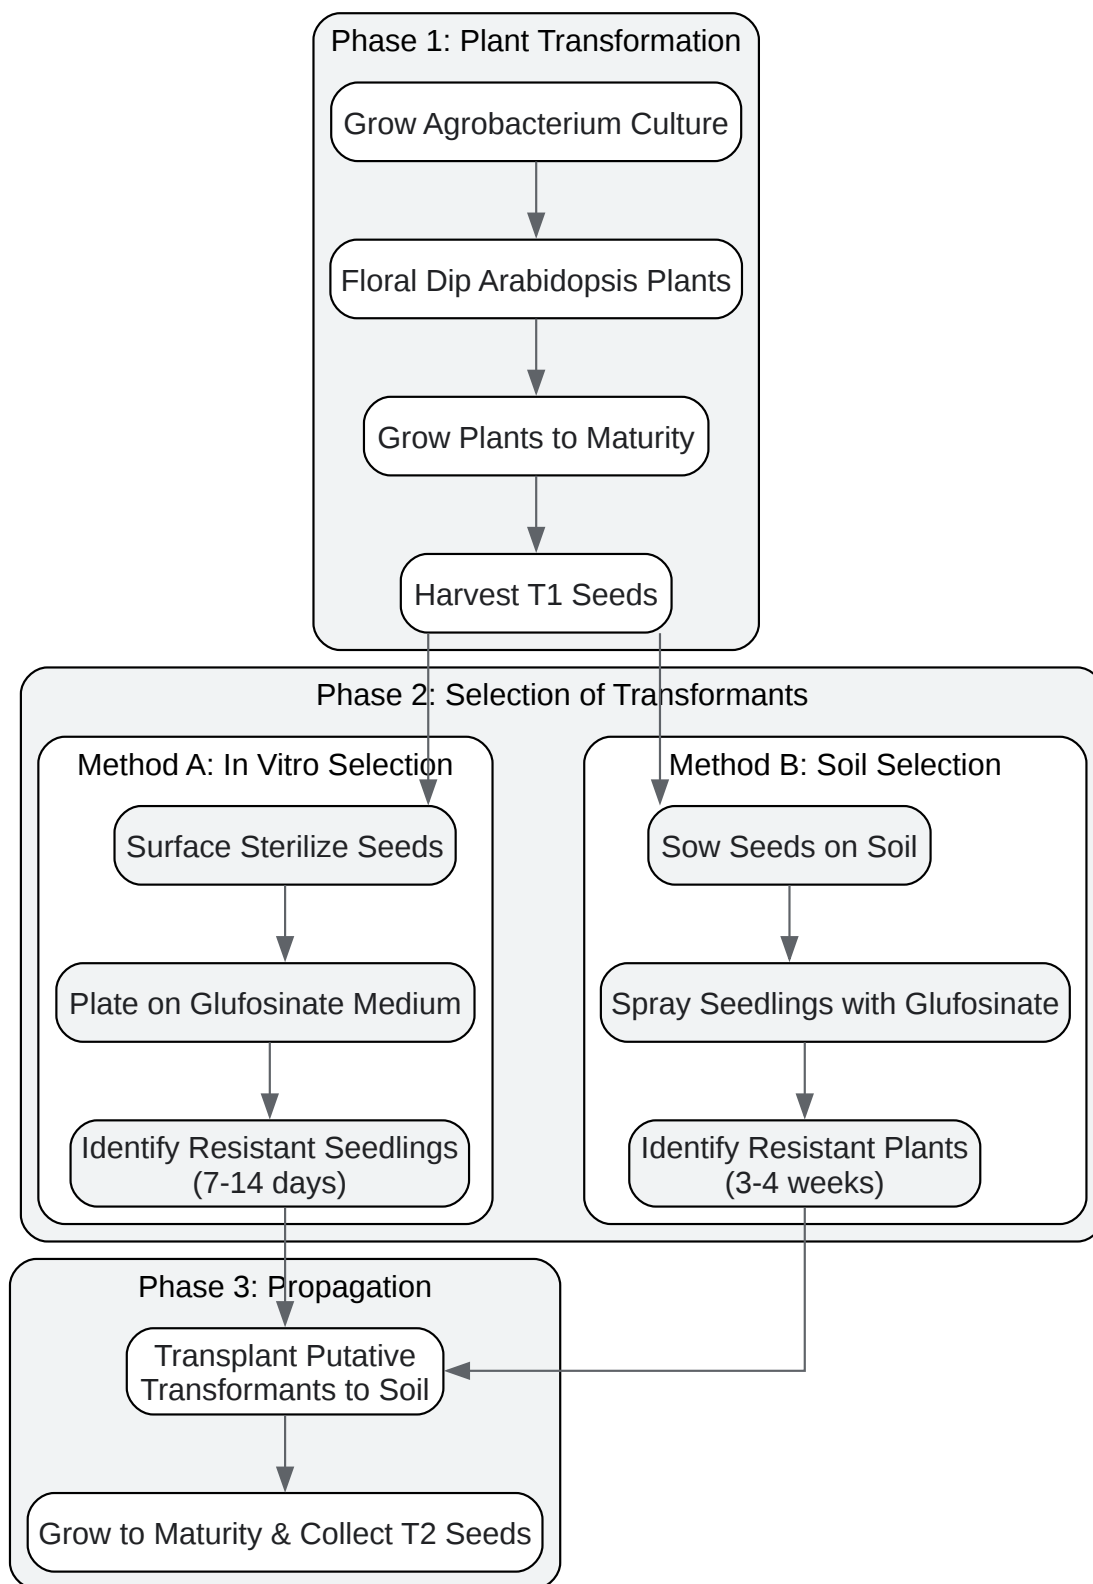 Phase 1: Plant Transformation
Grow Agrobacterium Culture
Floral Dip Arabidopsis Plants
Grow Plants to Maturity
Harvest T1 Seeds
Phase 2: Selection of Transformants
Method A: In Vitro Selection
Surface Sterilize Seeds
Plate on Glufosinate Medium
Identify Resistant Seedlings
(7-14 days)
Method B: Soil Selection
Sow Seeds on Soil
Spray Seedlings with Glufosinate
Identify Resistant Plants
(3-4 weeks)
Phase 3: Propagation
Transplant Putative
Transformants to Soil
Grow to Maturity & Collect T2 Seeds